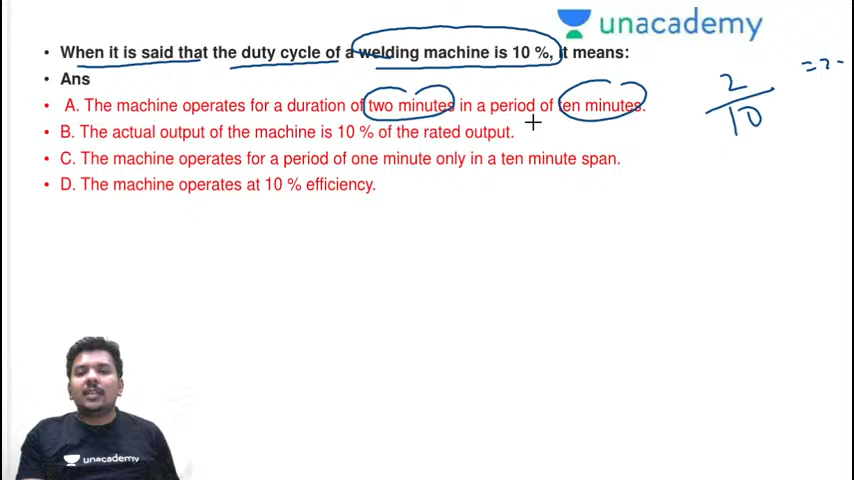 unacademy
When it is said that the duty cycle of a welding machine is 10 %, it means:
Ans
A. The machine operates for a duration of two minutes in a period of ten minutes.
B. The actual output of the machine is 10 % of the rated output.
C. The machine operates for a period of one minute only in a ten minute span.
D. The machine operates at 10 % efficiency.
2
10
unacademy